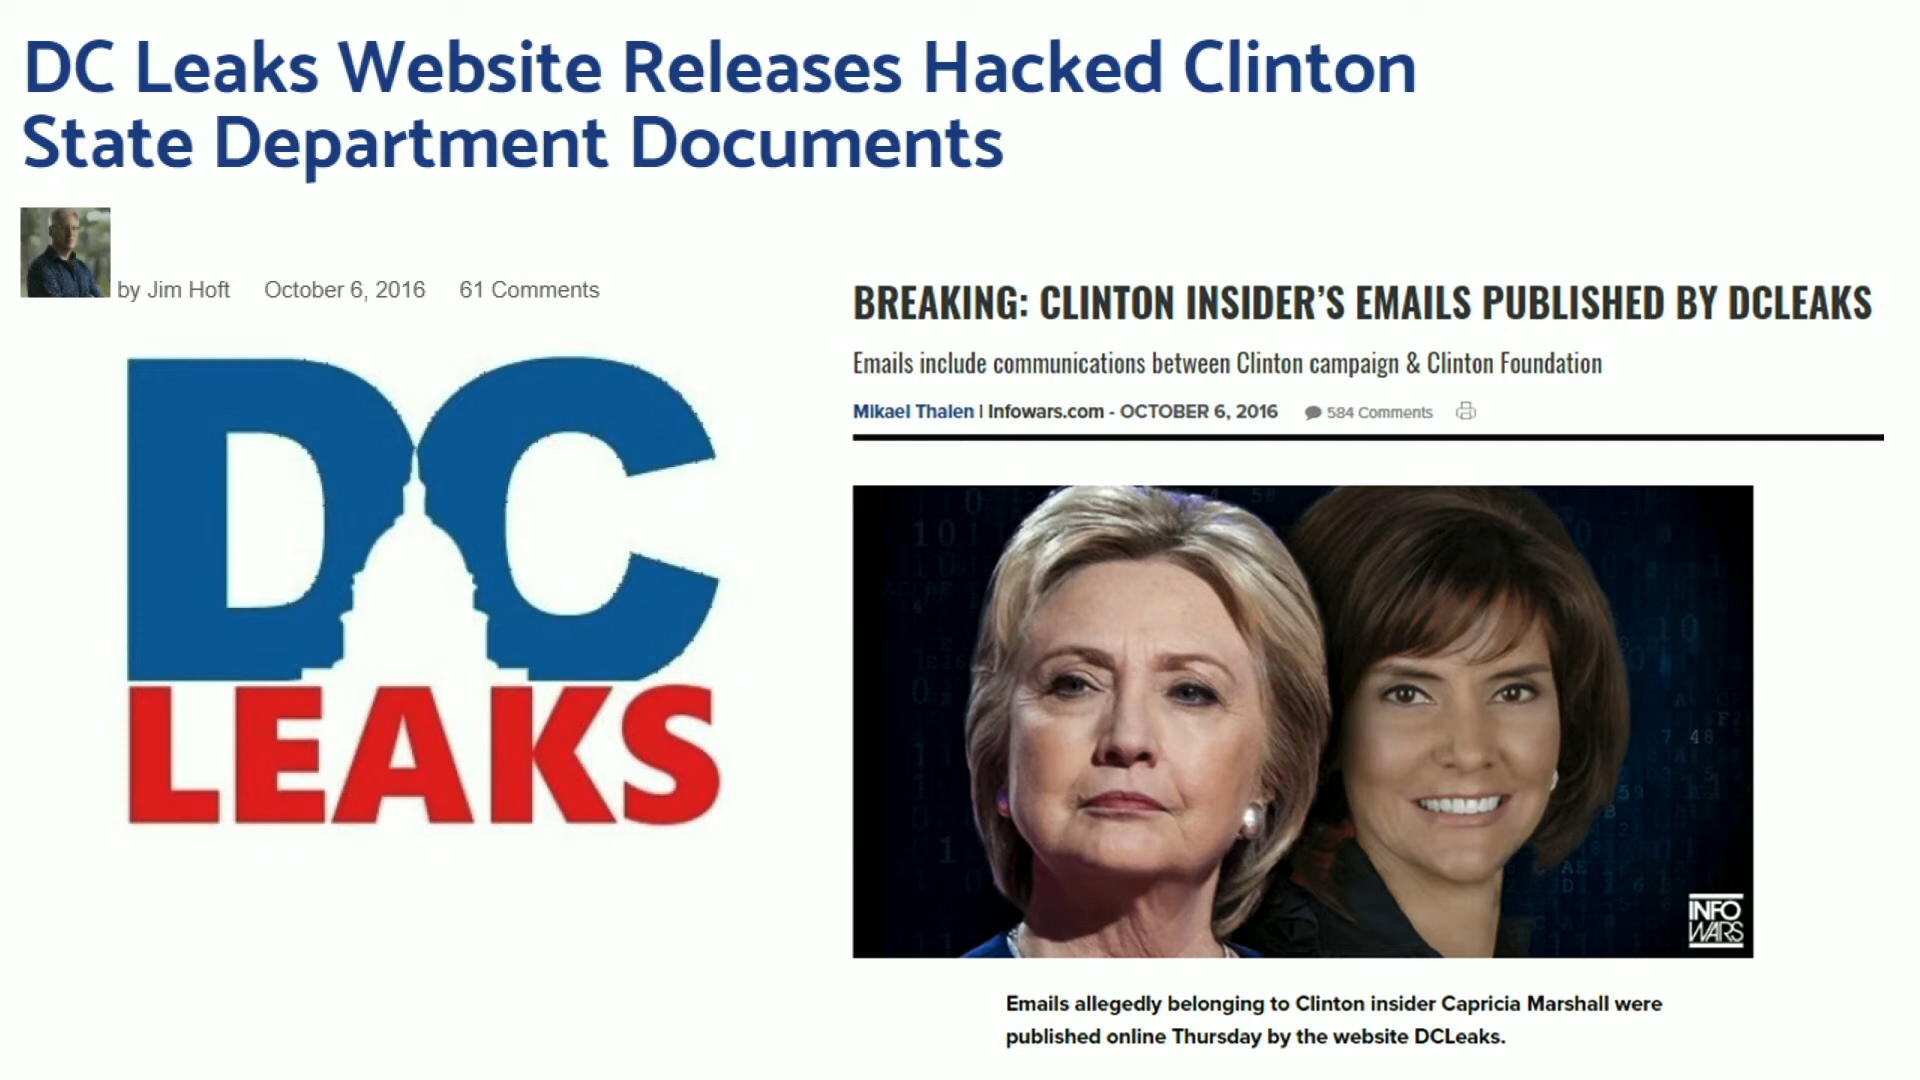 DC Leaks Website Releases Hacked Clinton
State Department Documents
by Jim Hoft October 6, 2016 61 Comments
DC
LEAKS
BREAKING: CLINTON INSIDER'S EMAILS PUBLISHED BY DCLEAKS
Emails include communications between Clinton campaign & Clinton Foundation
Mikael Thalen | Infowars.com - OCTOBER 6, 2016 584 Comments
INFO
WARS
Emails allegedly belonging to Clinton insider Capricia Marshall were
published online Thursday by the website DCLeaks.